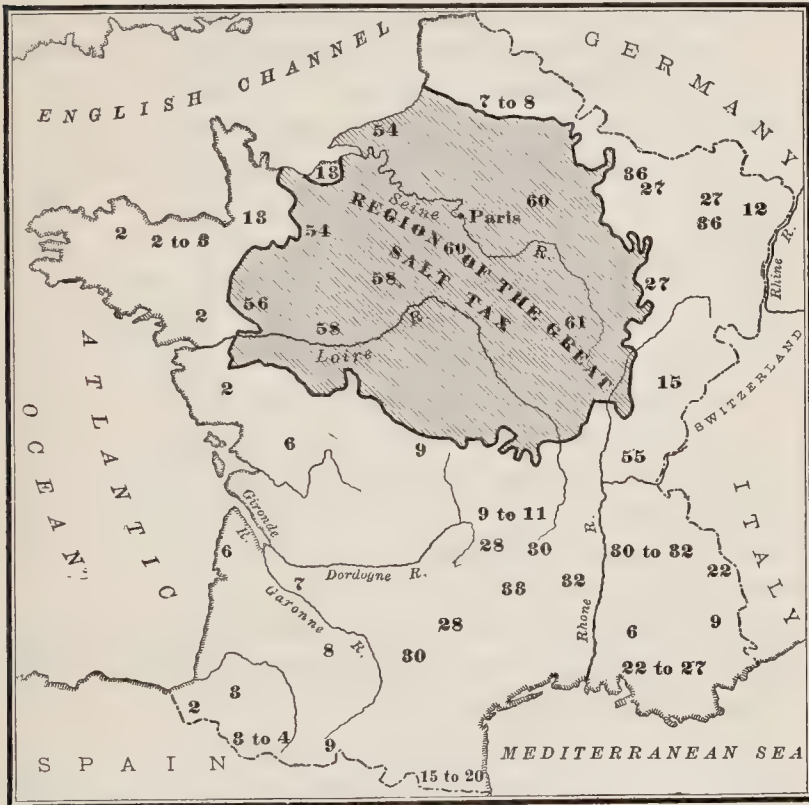 ENGLISH CHANNEL
GERMANY
7 to 8
54
13
36
27
27
36
12
Seine
Paris
60
Rhine R.
2
2 to 3
13
54
REGION OF THE GREAT
SALT TAX
60
R.
58
27
56
2
58
61
Loire R
ATLANTIC
OCEAN
SWITZERLAND
15
2
6
9
55
ITALY
Gironde
R.
9 to 11
28
30
R.
30 to 32
22
6
7
Dordogne R.
33
32
Rhone
Garonne
R.
28
6
9
8
30
22 to 27
3
2
3 to 4
9
15 to 20
SPAIN
MEDITERRANEAN SEA